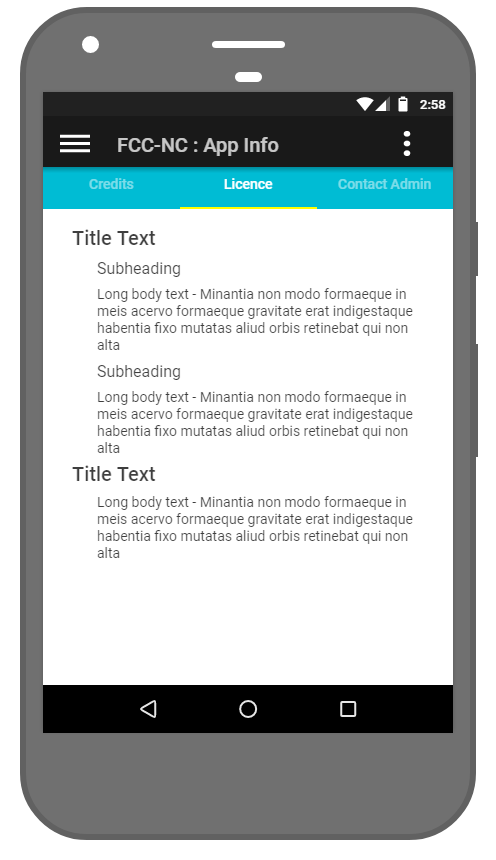 2:58
FCC-NC : App Info
Credits
Licence
Contact Admin
Title Text
Subheading
Long body text - Minantia non modo formaeque in
meis acervo formaeque gravitate erat indigestaque
habentia fixo mutatas aliud orbis retinebat qui non
alta
Subheading
Long body text - Minantia non modo formaeque in
meis acervo formaeque gravitate erat indigestaque
habentia fixo mutatas aliud orbis retinebat qui non
alta
Title Text
Long body text - Minantia non modo formaeque in
meis acervo formaeque gravitate erat indigestaque
habentia fixo mutatas aliud orbis retinebat qui non
alta